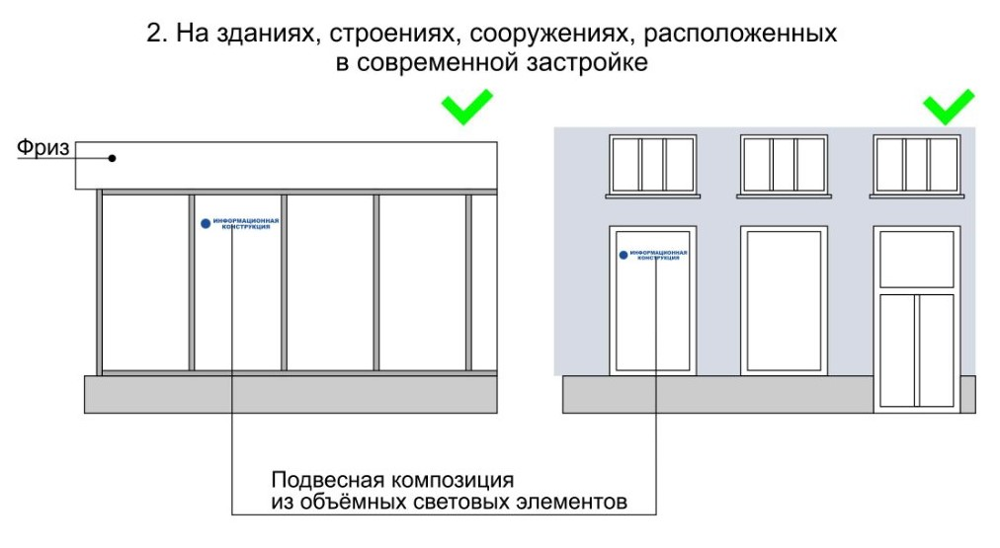 2. На зданиях, строениях, сооружениях, расположенных
в современной застройке
Фриз
ИНФОРМАЦИОННАЯ
КОНСТРУКЦИЯ
ИНФОРМАЦИОННАЯ
КОНСТРУКЦИЯ
Подвесная композиция
из объёмных световых элементов